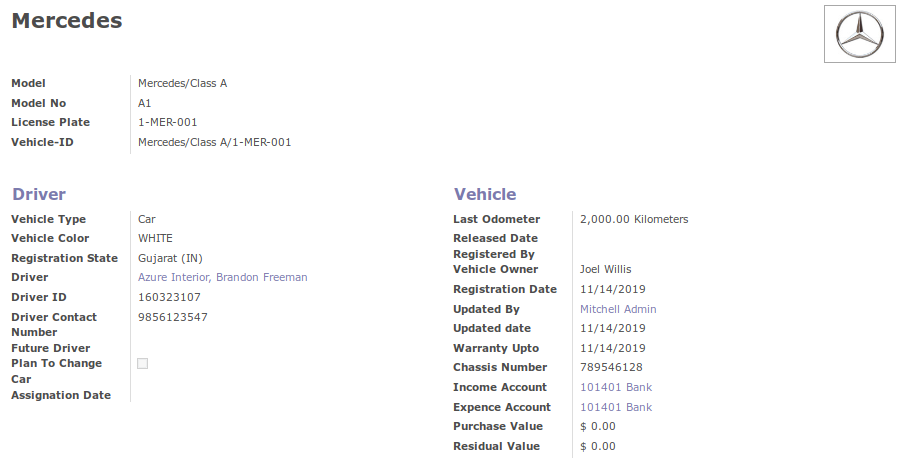 Mercedes
Model Mercedes/Class A
Model No A1
License Plate 1-MER-001
Vehicle-ID Mercedes/Class A/1-MER-001
Driver
Vehicle Type Car
Vehicle Color WHITE
Registration State Gujarat (IN)
Driver Azure Interior, Brandon Freeman
Driver ID 160323107
Driver Contact 9856123547
Number
Future Driver
Plan To Change
Car
Assignation Date
Vehicle
Last Odometer 2,000.00 Kilometers
Released Date
Registered By
Vehicle Owner Joel Willis
Registration Date 11/14/2019
Updated By Mitchell Admin
Updated date 11/14/2019
Warranty Upto 11/14/2019
Chassis Number 789546128
Income Account 101401 Bank
Expence Account 101401 Bank
Purchase Value $ 0.00
Residual Value $ 0.00